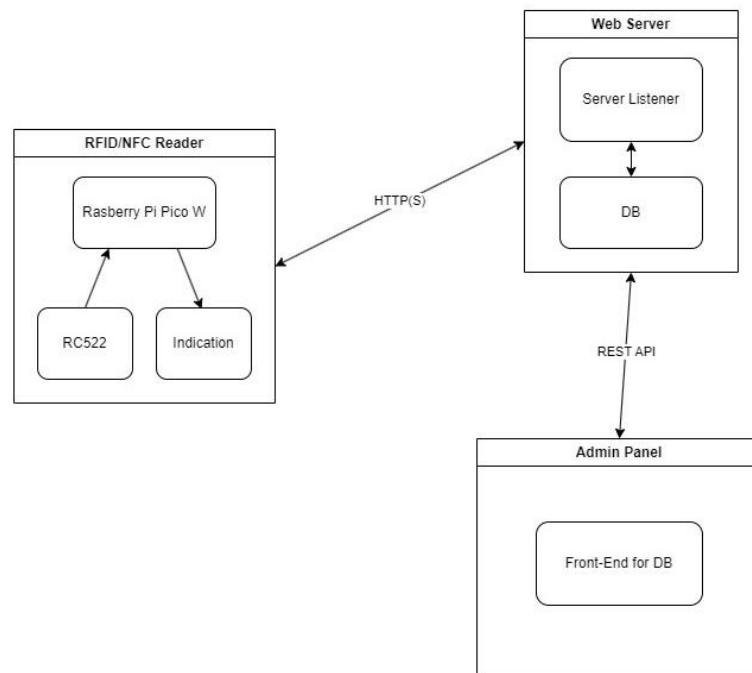 Web Server
Server Listener
DB
RFID/NFC Reader
Rasberry Pi Pico W
RC522
Indication
HTTP(S)
REST API
Admin Panel
Front-End for DB